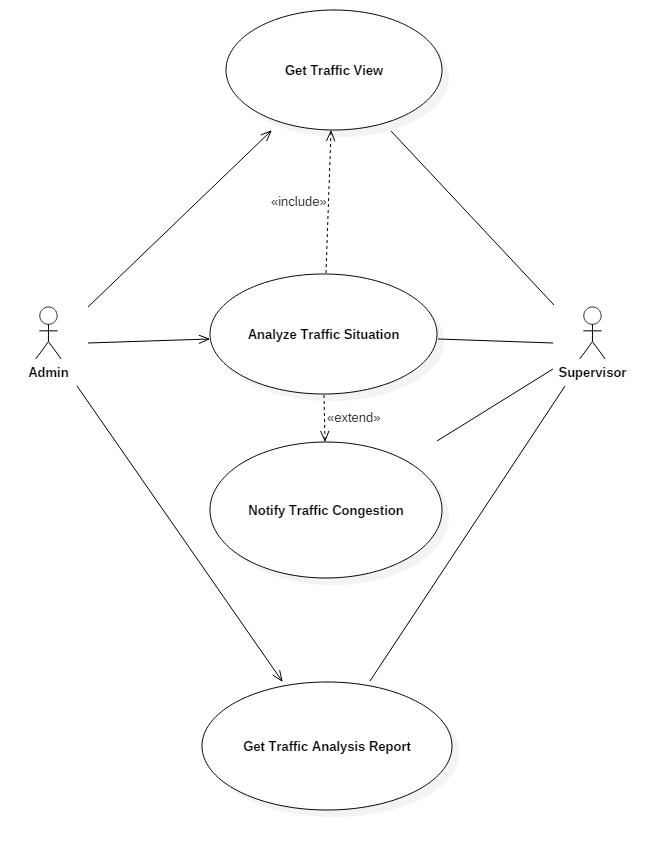 Get Traffic View
«include»
Analyze Traffic Situation
Admin
Supervisor
«extend»
Notify Traffic Congestion
Get Traffic Analysis Report